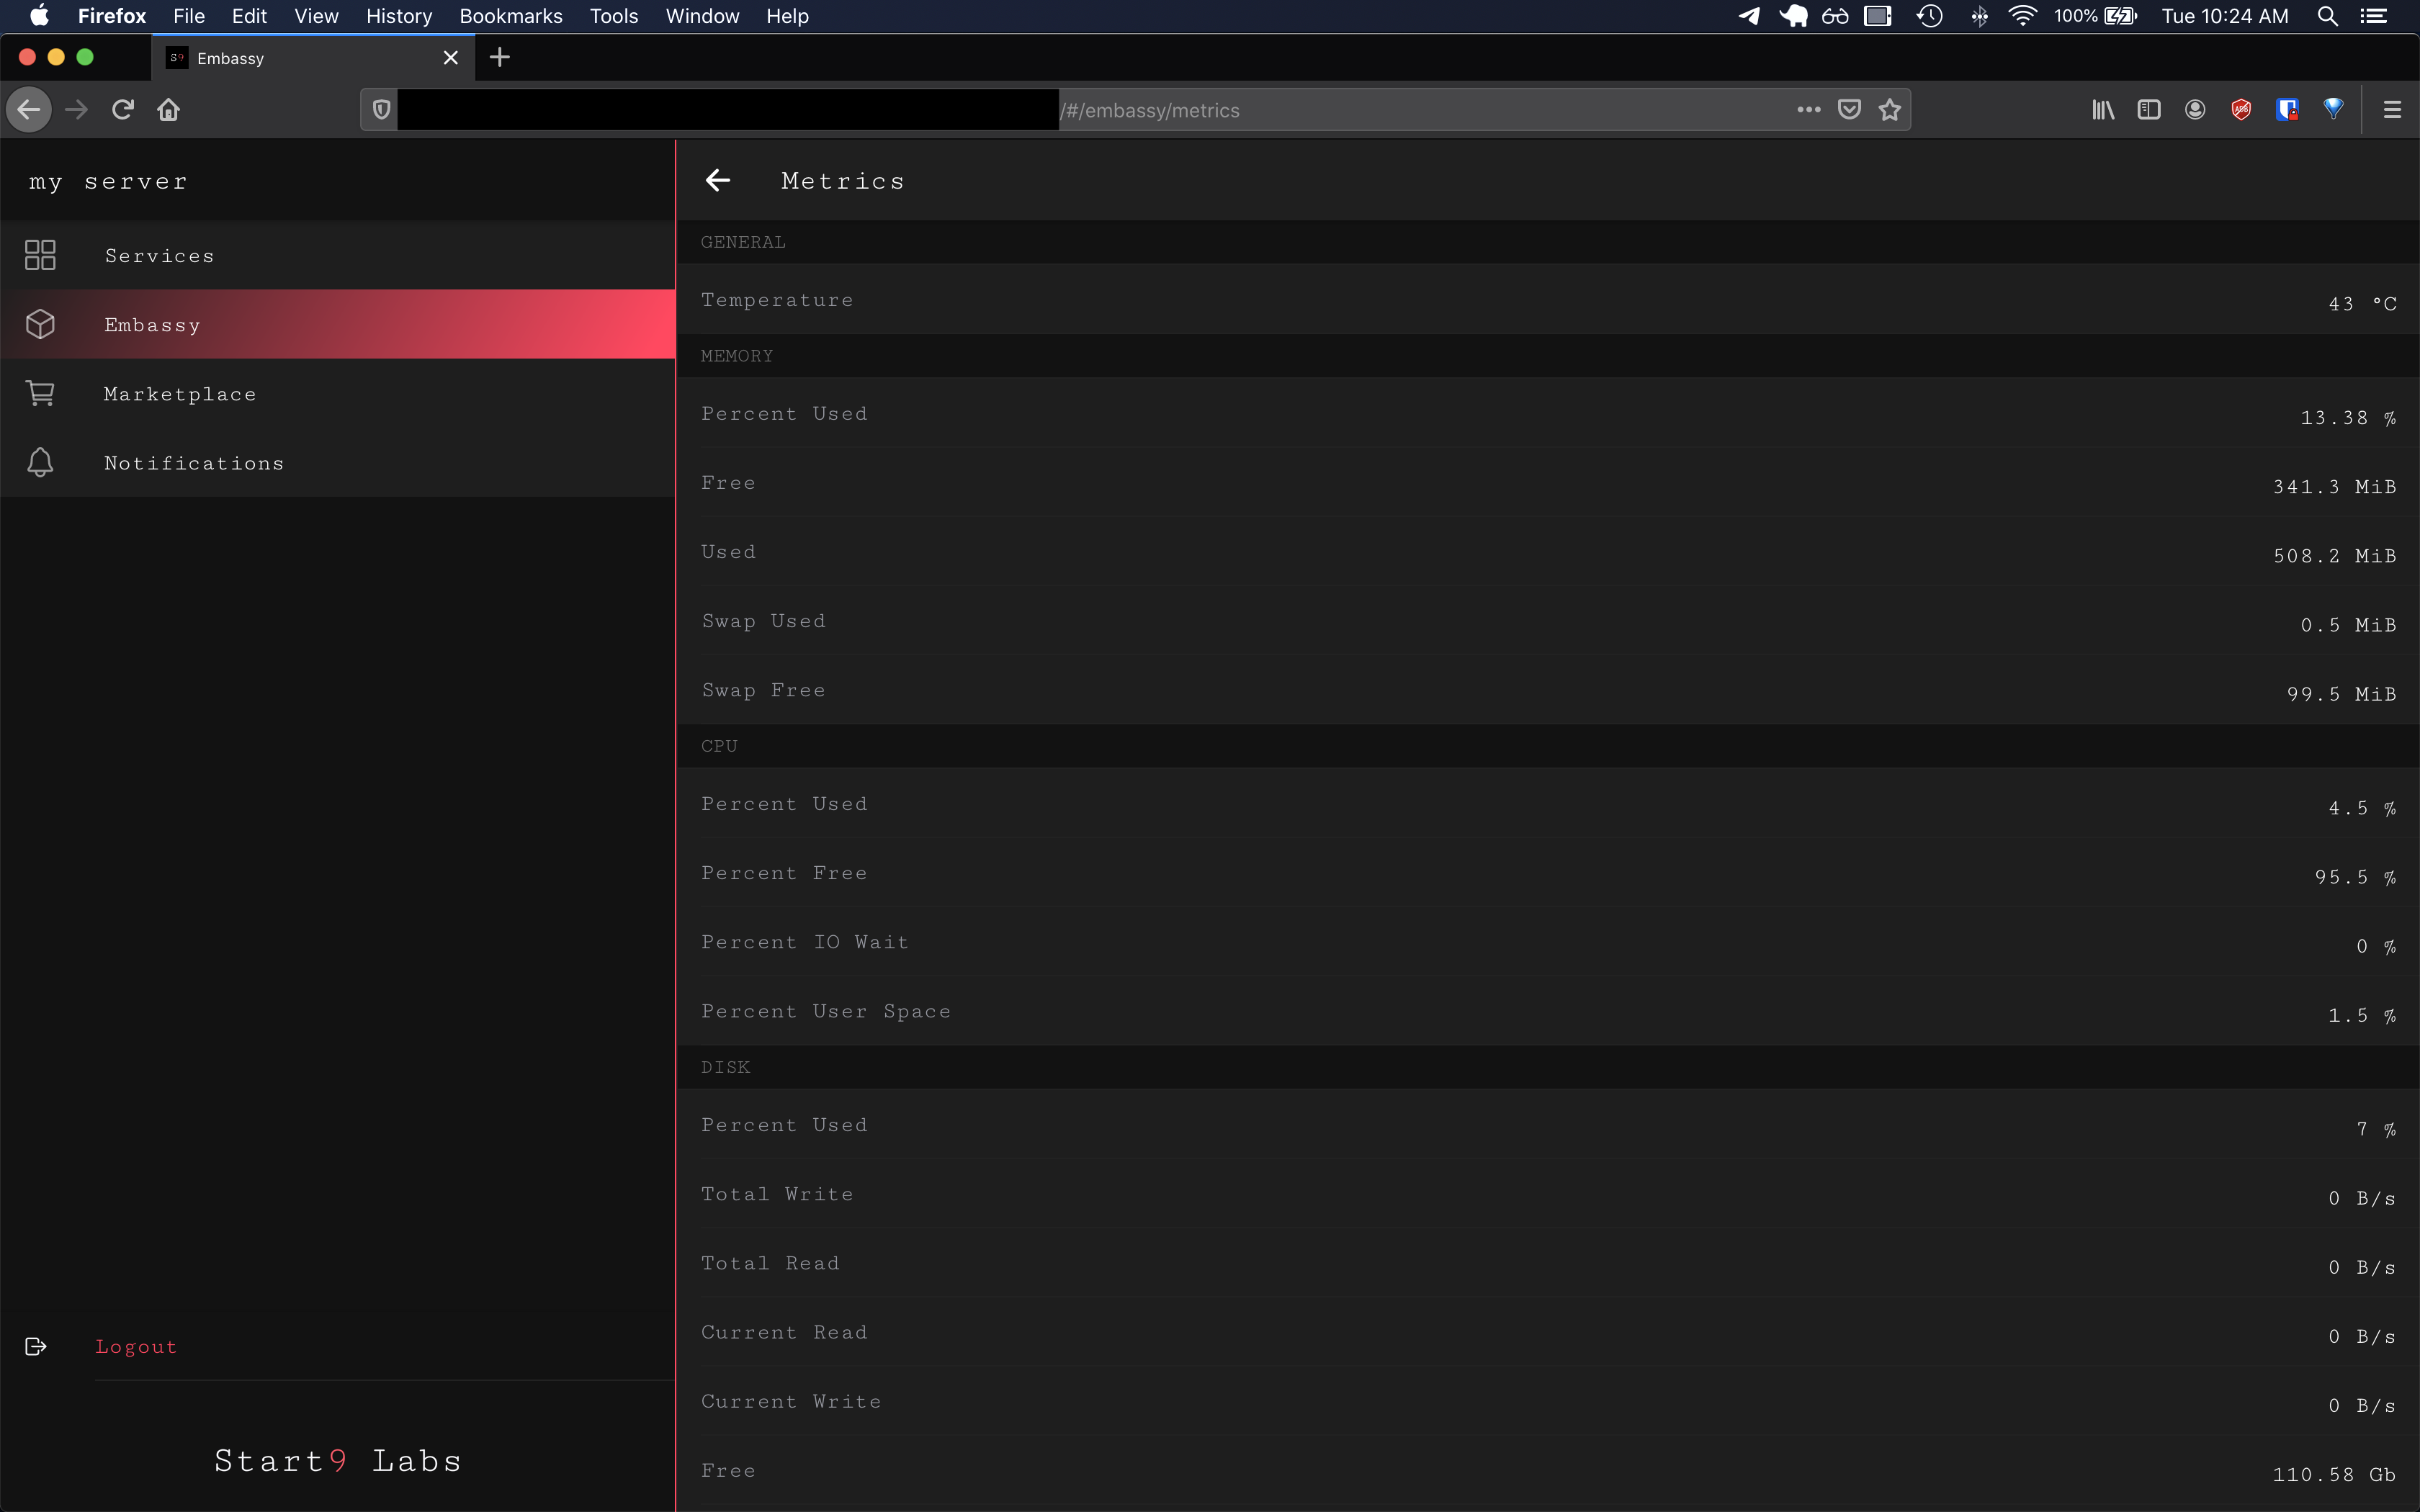 Firefox File Edit View History Bookmarks Tools Window Help 100% Tue 10:24 AM
S9 Embassy
/#/embassy/metrics
my server
Services
Embassy
Marketplace
Notifications
Logout
Start9 Labs
Metrics
GENERAL
Temperature 43 °C
MEMORY
Percent Used 13.38 %
Free 341.3 MiB
Used 508.2 MiB
Swap Used 0.5 MiB
Swap Free 99.5 MiB
CPU
Percent Used 4.5 %
Percent Free 95.5 %
Percent IO Wait 0 %
Percent User Space 1.5 %
DISK
Percent Used 7 %
Total Write 0 B/s
Total Read 0 B/s
Current Read 0 B/s
Current Write 0 B/s
Free 110.58 Gb